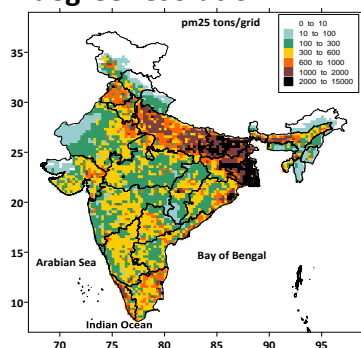 pm25 tons/grid
0 to 10
10 to 100
100 to 300
300 to 600
600 to 1000
1000 to 2000
2000 to 15000
35
30
25
20
15
10
Arabian Sea
Bay of Bengal
Indian Ocean
70 75 80 85 90 95